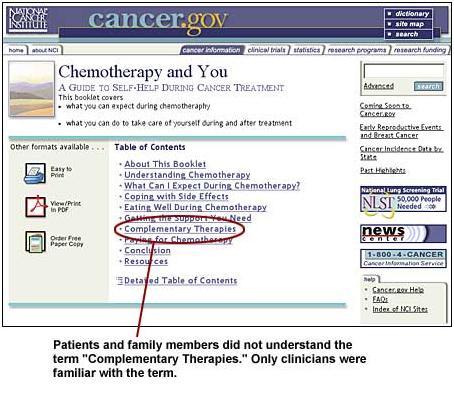 NATIONAL
CANCER
INSTITUTE
cancer.gov
dictionary
site map
search
home
about NCI
cancer information
clinical trials
statistics
research programs
research funding
Chemotherapy and You
A GUIDE TO SELF-HELP DURING CANCER TREATMENT
This booklet covers
• what you can expect during chemotheraphy
• what you can do to take care of yourself during and after treatment
Advanced search
Coming Soon to
Cancer.gov
Early Reproductive Events
and Breast Cancer
Cancer Incidence Data by
State
Past Highlights
Other formats available . . .
Easy to
Print
View/Print
In PDF
Order Free
Paper Copy
Table of Contents
• About This Booklet
• Understanding Chemotherapy
• What Can I Expect During Chemotherapy?
• Coping with Side Effects
• Eating Well During Chemotherapy
• Getting the Support You Need
• Complementary Therapies
• Paying for Chemotherapy
• Conclusion
• Resources
Detailed Table of Contents
National Lung Screening Trial
NLST
50,000 People
Needed
news
center
1-800-4-CANCER
Cancer Information Service
help
• Cancer.gov Help
• FAQs
• Index of NCI Sites
Patients and family members did not understand the
term "Complementary Therapies." Only clinicians were
familiar with the term.